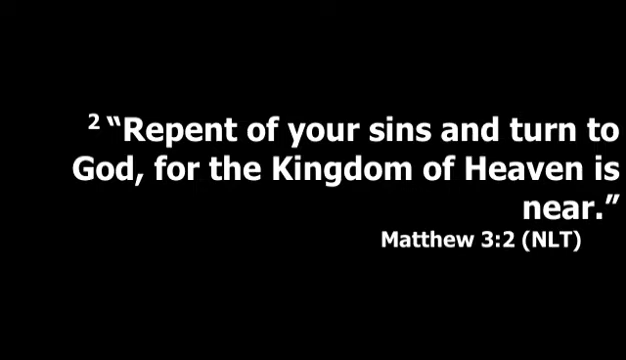 2 “Repent of your sins and turn to
God, for the Kingdom of Heaven is
near.”
Matthew 3:2 (NLT)